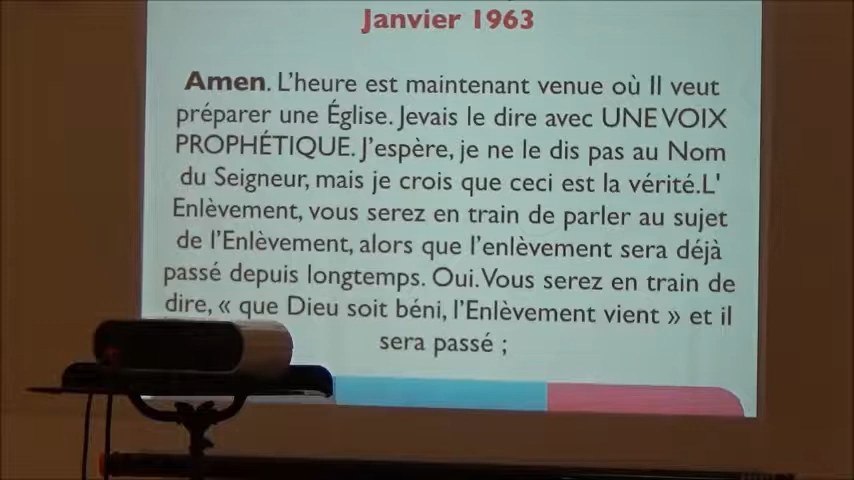 Janvier 1963
Amen. L'heure est maintenant venue où Il veut
préparer une Église. Jevais le dire avec UNE VOIX
PROPHÉTIQUE. J'espère, je ne le dis pas au Nom
du Seigneur, mais je crois que ceci est la vérité.L'
Enlèvement, vous serez en train de parler au sujet
de l'Enlèvement, alors que l'enlèvement sera déjà
passé depuis longtemps. Oui. Vous serez en train de
dire, « que Dieu soit béni, l'Enlèvement vient » et il
sera passé ;